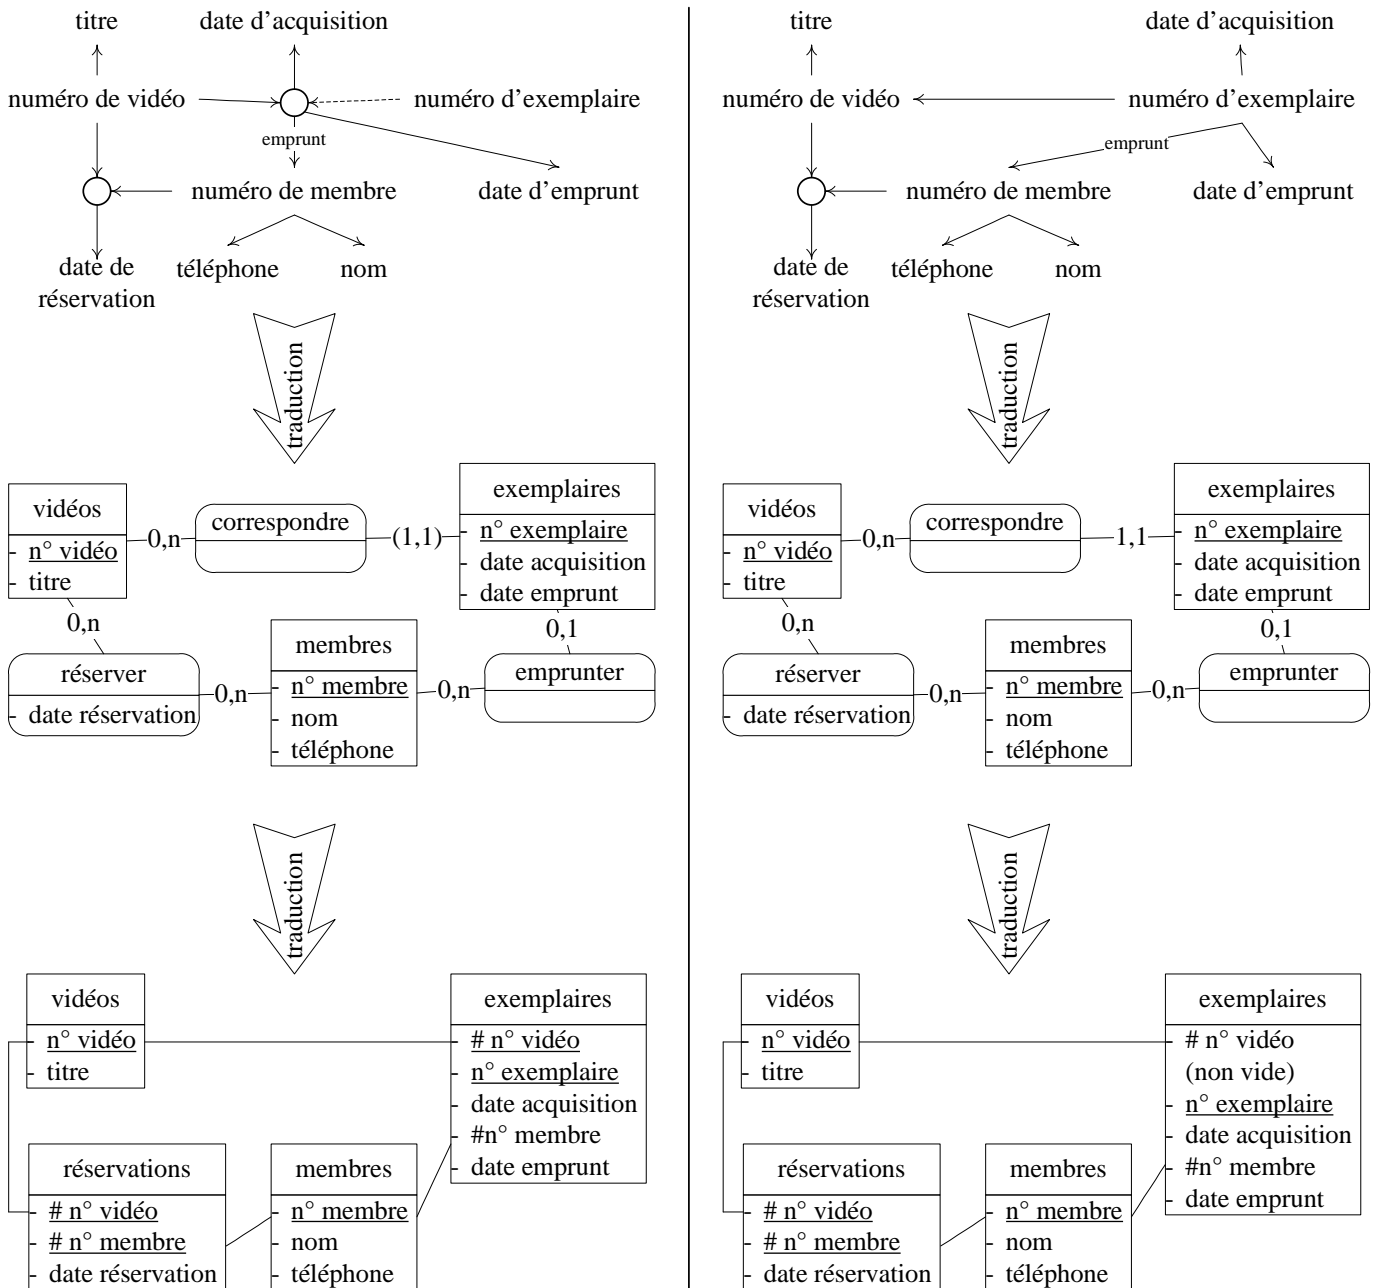 titre
date d'acquisition
numéro de vidéo
numéro d'exemplaire
emprunt
numéro de membre
date d'emprunt
date de
réservation
téléphone
nom
traduction
vidéos
- n° vidéo
- titre
0,n
correspondre
(1,1)
exemplaires
- n° exemplaire
- date acquisition
- date emprunt
0,n
0,1
réserver
- date réservation
0,n
membres
- n° membre
- nom
- téléphone
0,n
emprunter
traduction
vidéos
- n° vidéo
- titre
exemplaires
- # n° vidéo
- n° exemplaire
- date acquisition
- #n° membre
- date emprunt
réservations
- # n° vidéo
- # n° membre
- date réservation
membres
- n° membre
- nom
- téléphone
titre
date d'acquisition
numéro de vidéo
numéro d'exemplaire
emprunt
numéro de membre
date d'emprunt
date de
réservation
téléphone
nom
traduction
vidéos
- n° vidéo
- titre
0,n
correspondre
1,1
exemplaires
- n° exemplaire
- date acquisition
- date emprunt
0,n
0,1
réserver
- date réservation
0,n
membres
- n° membre
- nom
- téléphone
0,n
emprunter
traduction
vidéos
- n° vidéo
- titre
exemplaires
- # n° vidéo
(non vide)
- n° exemplaire
- date acquisition
- #n° membre
- date emprunt
réservations
- # n° vidéo
- # n° membre
- date réservation
membres
- n° membre
- nom
- téléphone